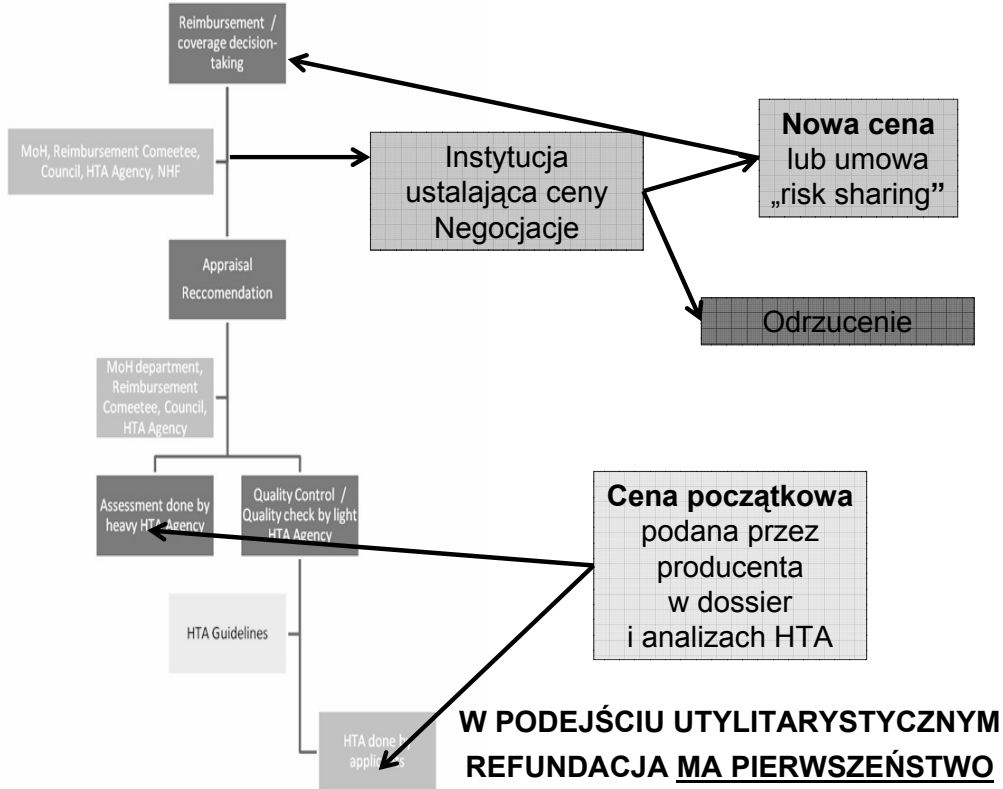 Reimbursement /
coverage decision-
taking
MoH, Reimbursement Comeetee,
Council, HTA Agency, NHF
Instytucja
ustalająca ceny
Negocjacje
Nowa cena
lub umowa
„risk sharing”
Appraisal
Reccomendation
Odrzucenie
MoH department,
Reimbursement
Comeetee, Council,
HTA Agency
Assessment done by
heavy HTA Agency
Quality Control /
Quality check by light
HTA Agency
Cena początkowa
podana przez
producenta
w dossier
i analizach HTA
HTA Guidelines
HTA done by
W PODEJŚCIU UTYLITARYSTYCZNYM
REFUNDACJA MA PIERWSZEŃSTWO